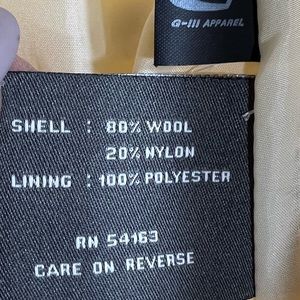 G-III APPAREL
SHELL : 80% WOOL
20% NYLON
LINING : 100% POLYESTER
RN 54163
CARE ON REVERSE